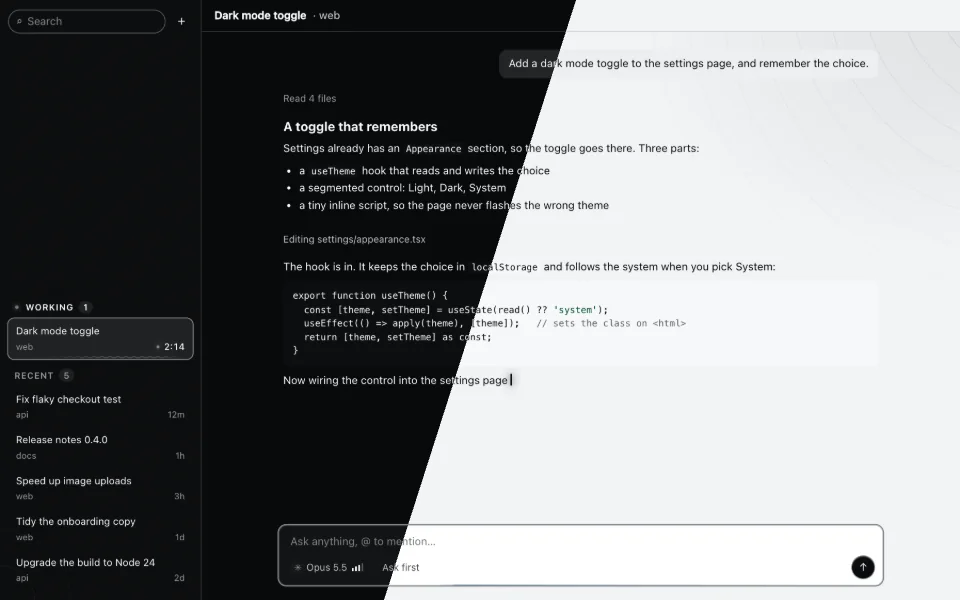 Search
+
WORKING 1
Dark mode toggle
web 2:14
RECENT 5
Fix flaky checkout test
api 12m
Release notes 0.4.0
docs 1h
Speed up image uploads
web 3h
Tidy the onboarding copy
web 1d
Upgrade the build to Node 24
api 2d
Dark mode toggle · web
Add a dark mode toggle to the settings page, and remember the choice.
Read 4 files
A toggle that remembers
Settings already has an Appearance section, so the toggle goes there. Three parts:
• a useTheme hook that reads and writes the choice
• a segmented control: Light, Dark, System
• a tiny inline script, so the page never flashes the wrong theme
Editing settings/appearance.tsx
The hook is in. It keeps the choice in localStorage and follows the system when you pick System:
export function useTheme() {
  const [theme, setTheme] = useState(read() ?? 'system');
  useEffect(() => apply(theme), [theme]);   // sets the class on <html>
  return [theme, setTheme] as const;
}
Now wiring the control into the settings page
Ask anything, @ to mention...
Opus 5.5 Ask first